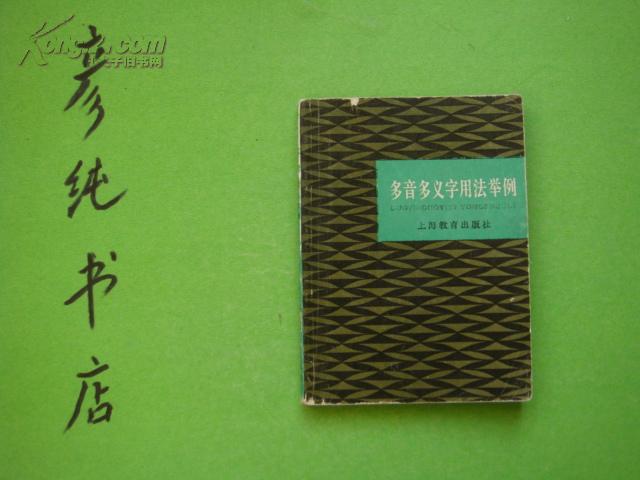 Kongfz.com
孔夫子旧书网
彦纯书店
多音多义字用法举例
上海教育出版社